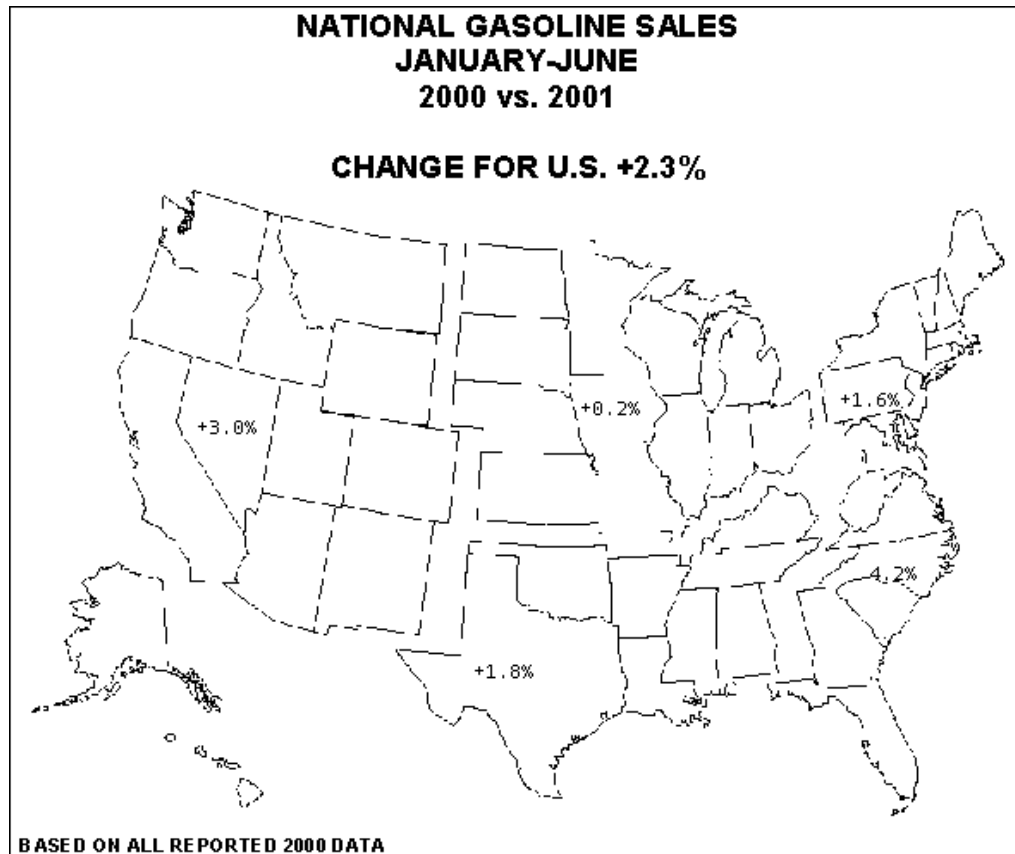 NATIONAL GASOLINE SALES
JANUARY-JUNE
2000 vs. 2001
CHANGE FOR U.S. +2.3%
+1.6%
+0.2%
+3.0%
4.2%
+1.8%
BASED ON ALL REPORTED 2000 DATA